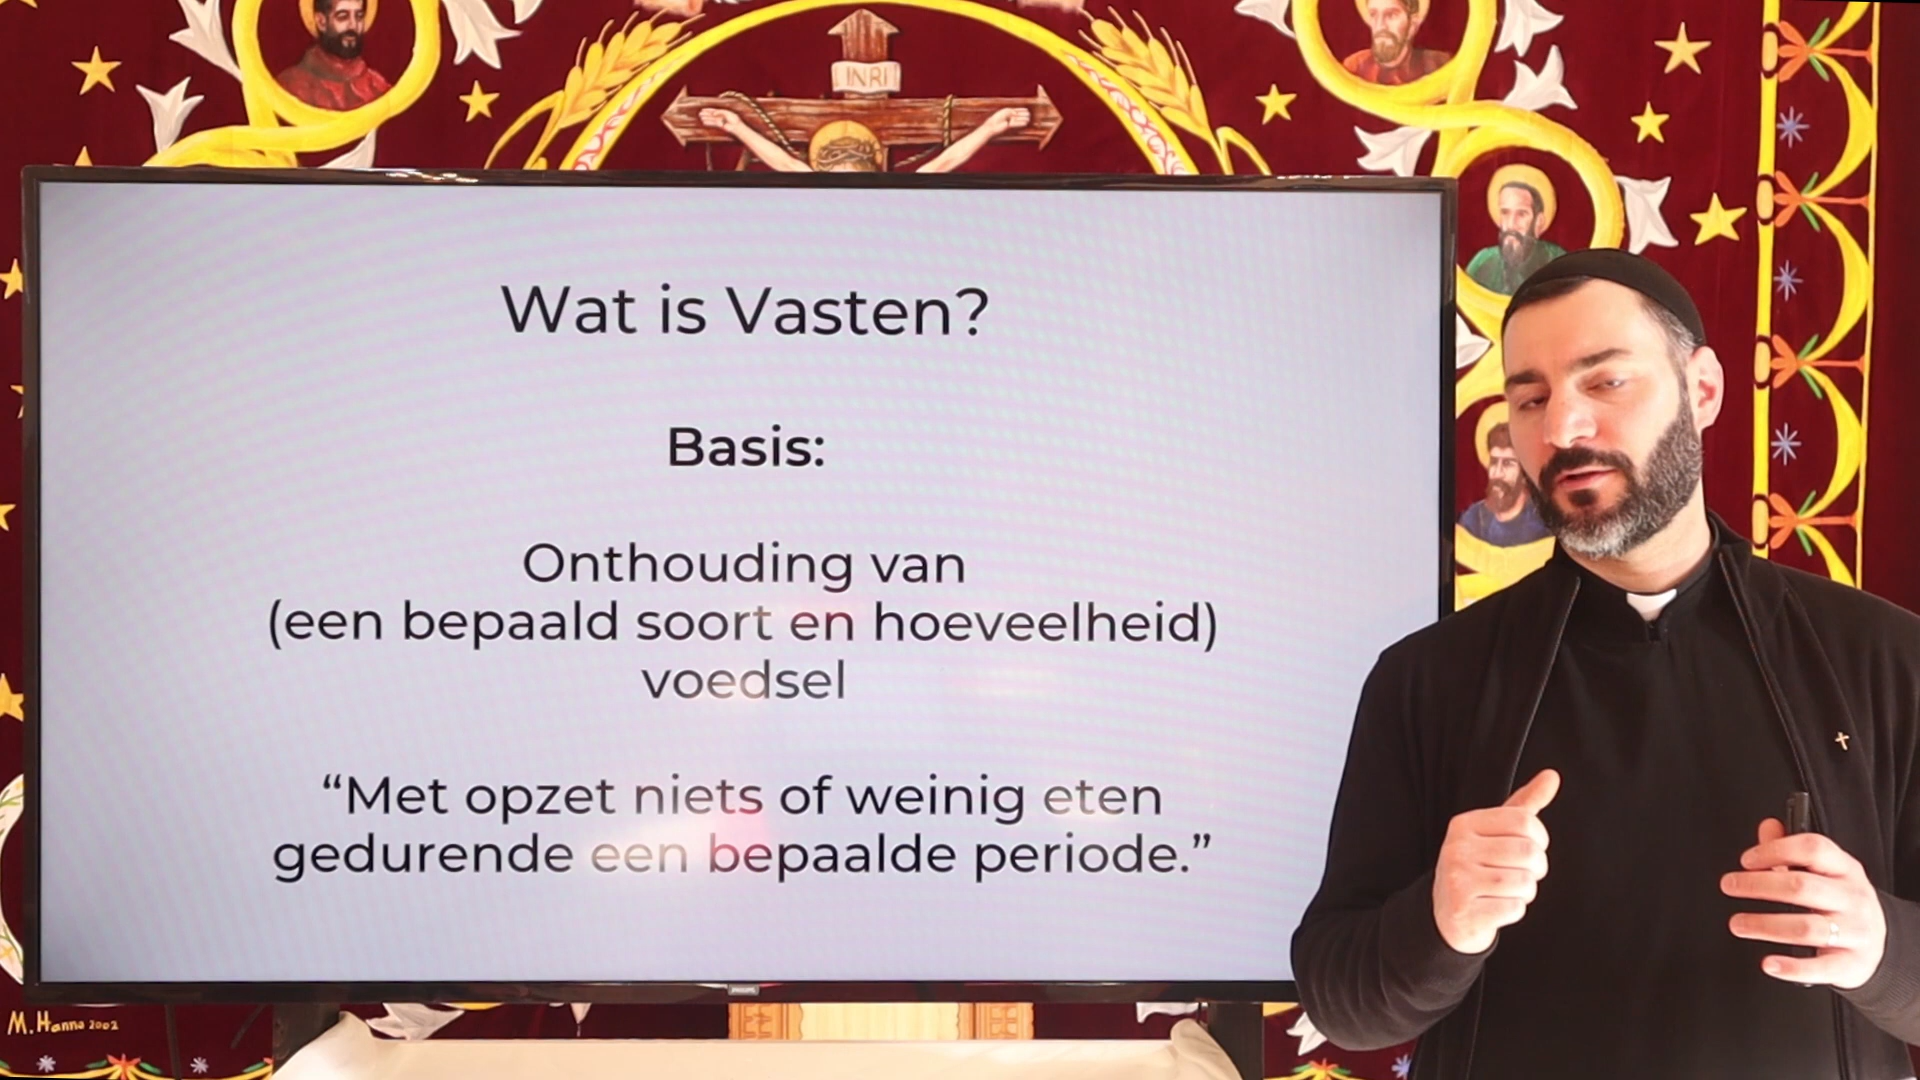 INRI
Wat is Vasten?
Basis:
Onthouding van
(een bepaald soort en hoeveelheid)
voedsel
“Met opzet niets of weinig eten
gedurende een bepaalde periode.”
PHILIPS
M.Hanna 2002